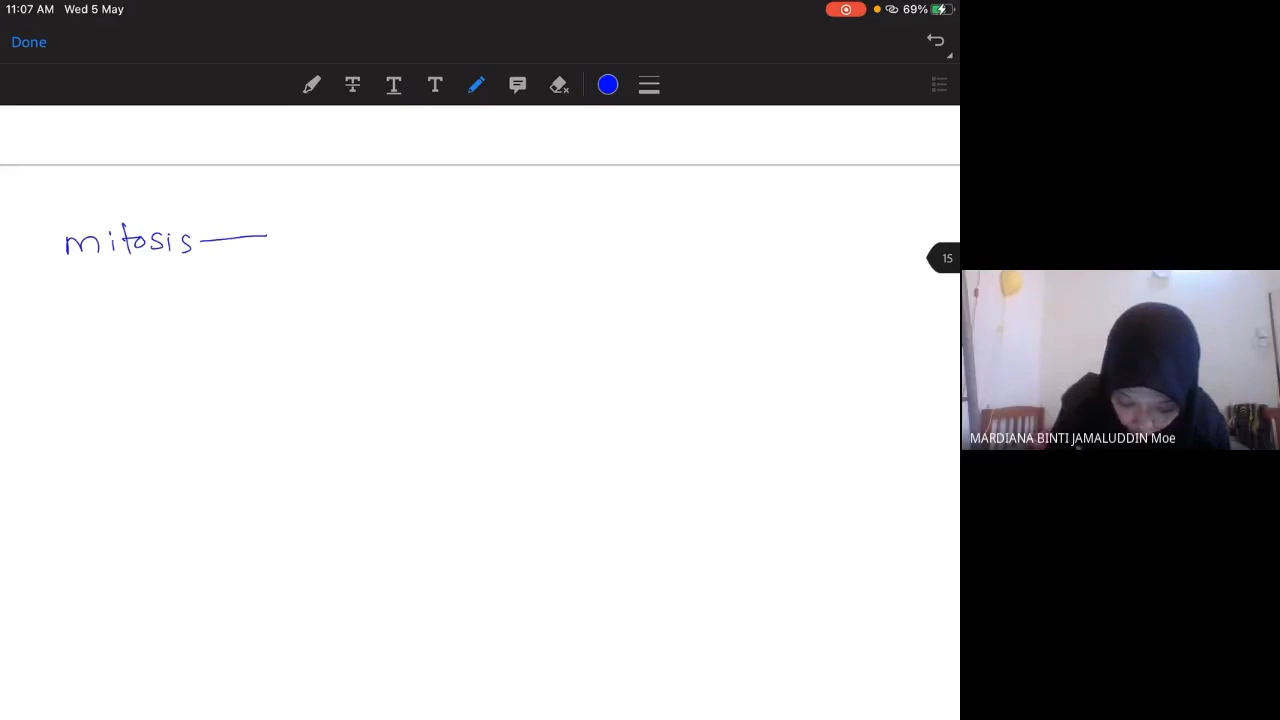 11:07 AM Wed 5 May 69%
Done
T T T
mitosis —
15
MARDIANA BINTI JAMALUDDIN Moe